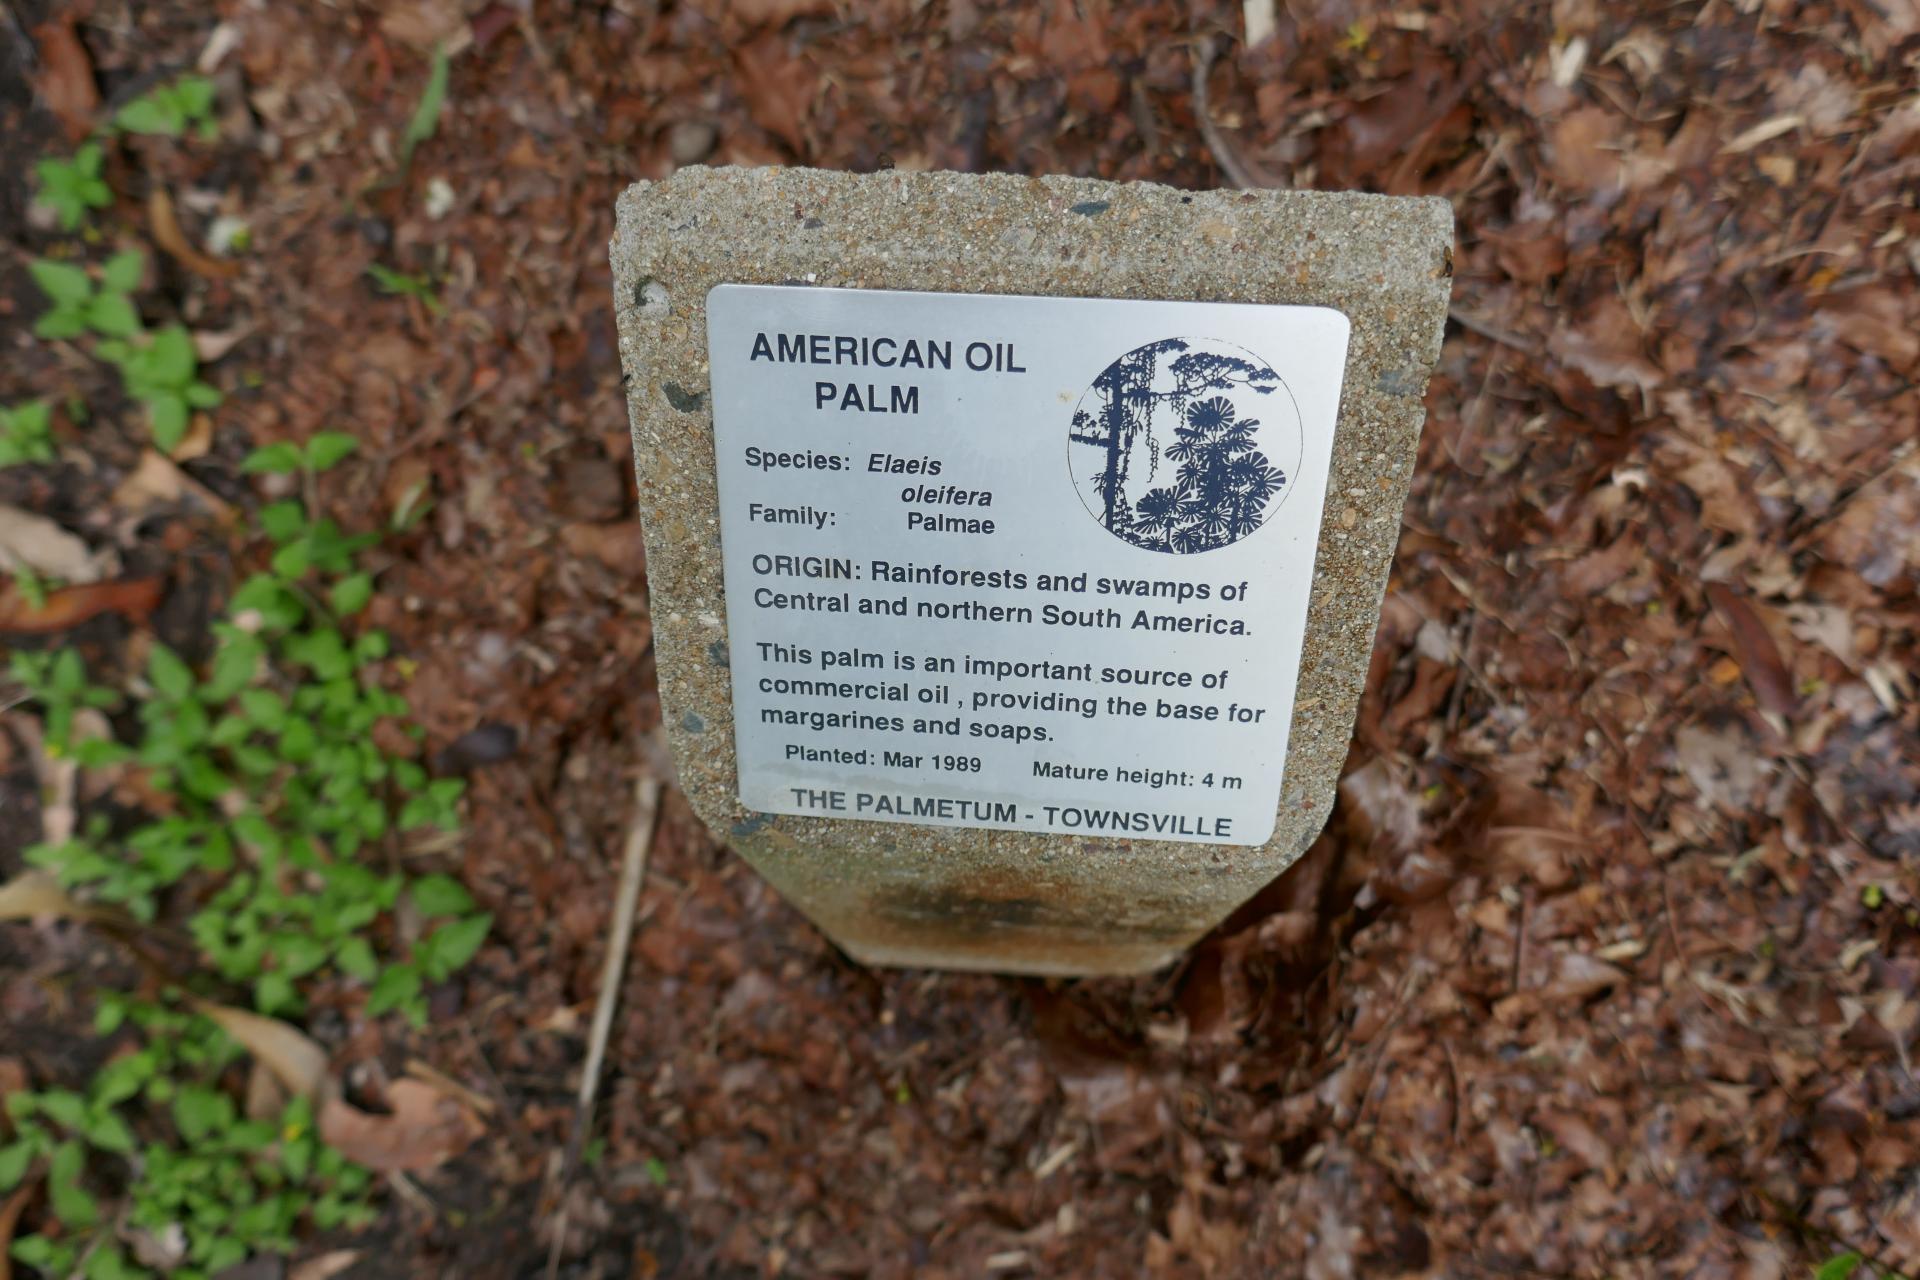 AMERICAN OIL
PALM
Species: Elaeis
oleifera
Family: Palmae
ORIGIN: Rainforests and swamps of
Central and northern South America.
This palm is an important source of
commercial oil , providing the base for
margarines and soaps.
Planted: Mar 1989 Mature height: 4 m
THE PALMETUM - TOWNSVILLE